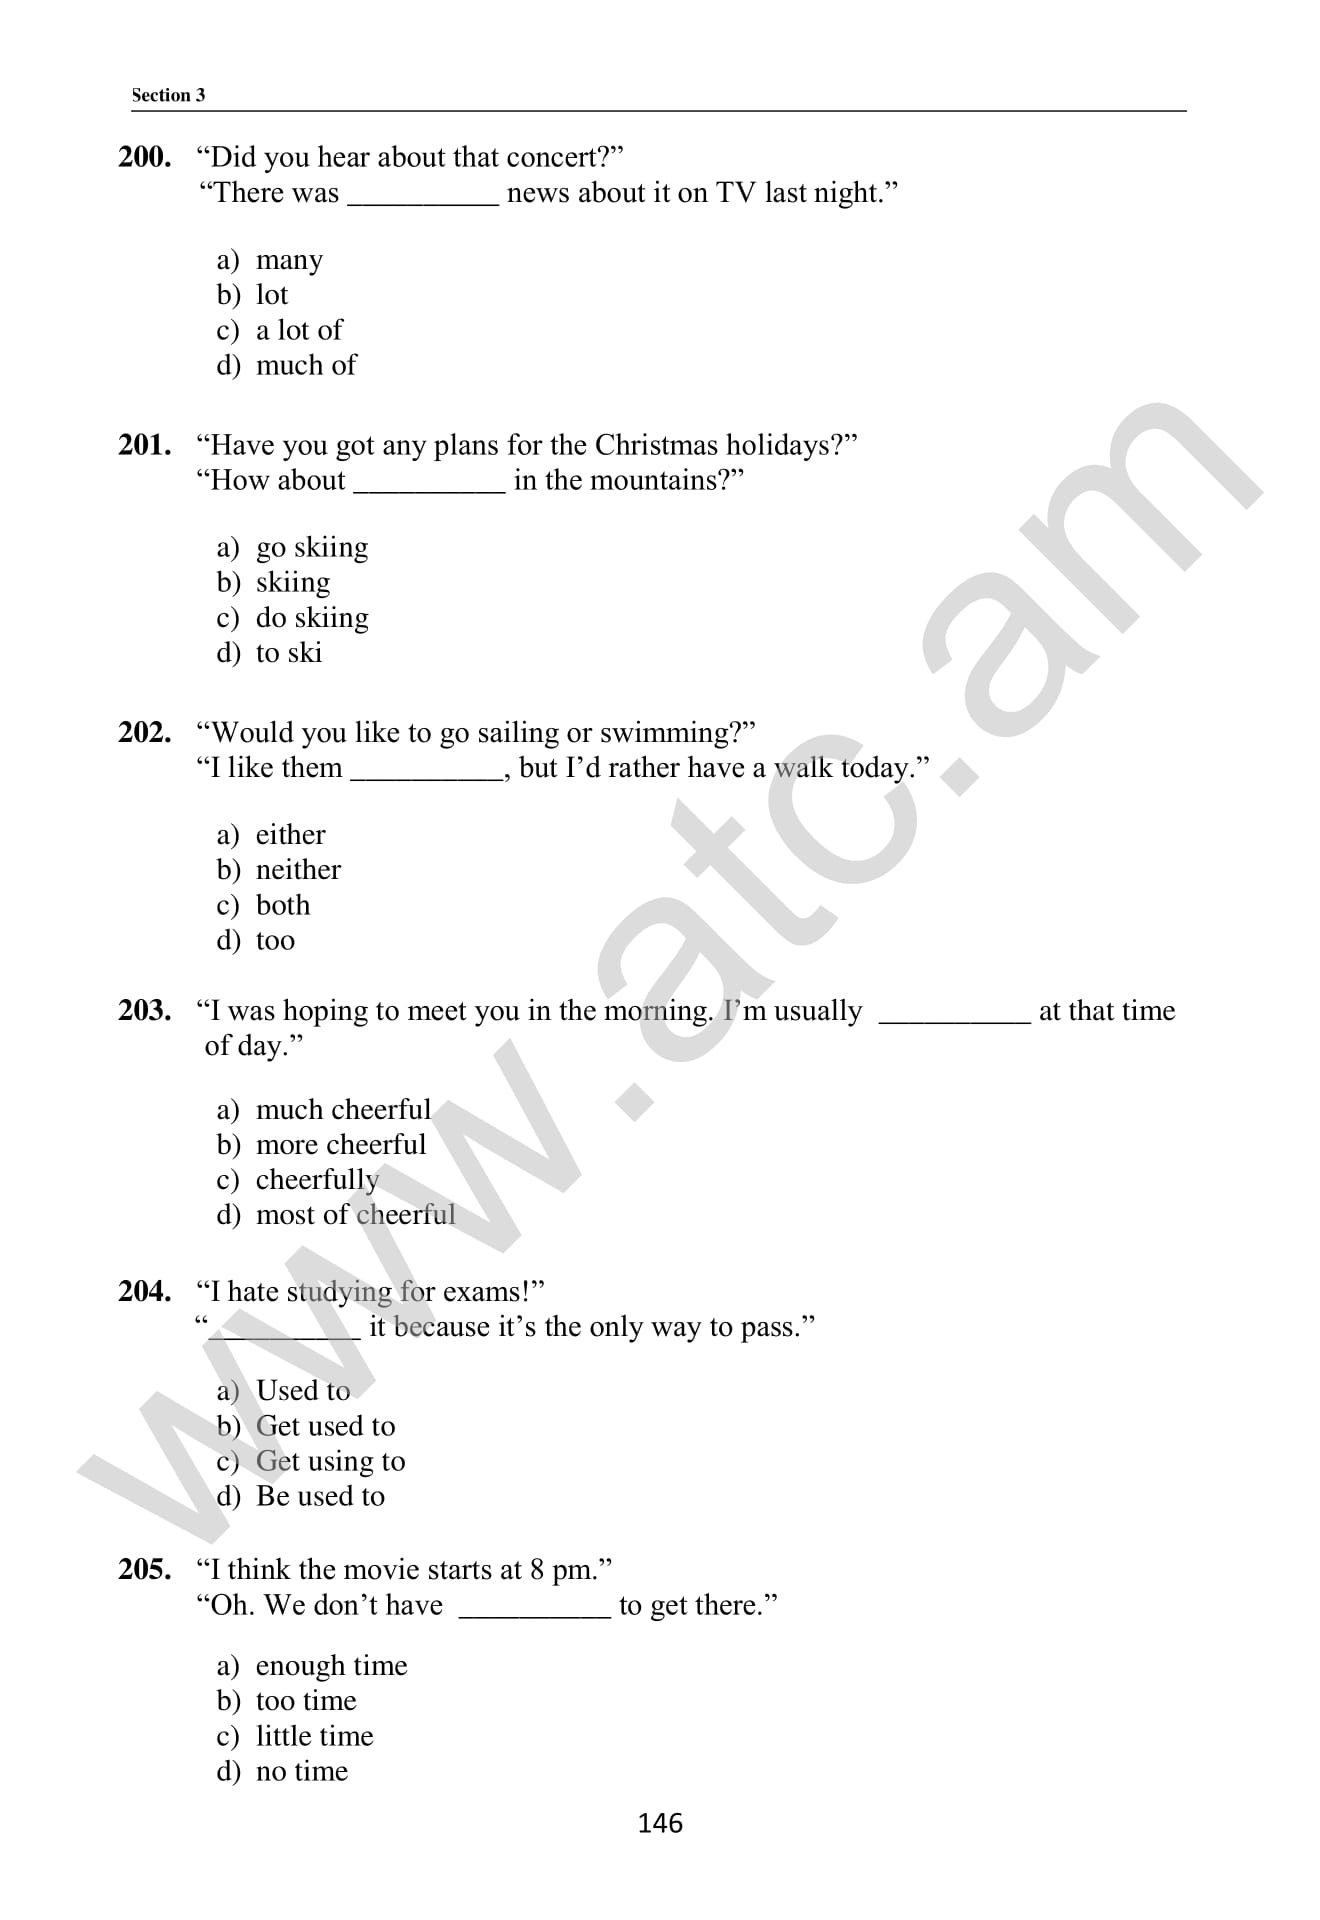 Section 3
200. “Did you hear about that concert?”
“There was __________ news about it on TV last night.”
a) many
b) lot
c) a lot of
d) much of
201. “Have you got any plans for the Christmas holidays?”
“How about __________ in the mountains?”
a) go skiing
b) skiing
c) do skiing
d) to ski
202. “Would you like to go sailing or swimming?”
“I like them __________, but I’d rather have a walk today.”
a) either
b) neither
c) both
d) too
203. “I was hoping to meet you in the morning. I’m usually __________ at that time
of day.”
a) much cheerful
b) more cheerful
c) cheerfully
d) most of cheerful
204. “I hate studying for exams!”
“__________ it because it’s the only way to pass.”
a) Used to
b) Get used to
c) Get using to
d) Be used to
205. “I think the movie starts at 8 pm.”
“Oh. We don’t have __________ to get there.”
a) enough time
b) too time
c) little time
d) no time
146
www.atc.am